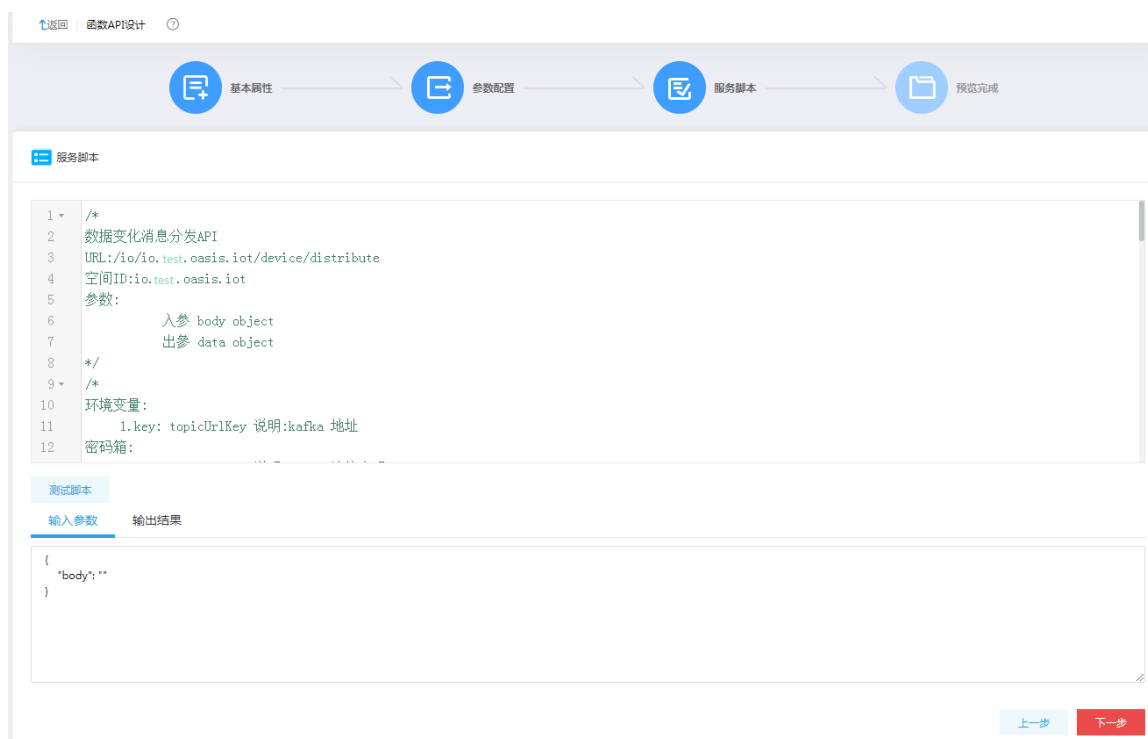 返回 函数API设计 ?
基本属性 参数配置 服务脚本 预览完成
服务脚本
1 /*
2 数据变化消息分发API
3 URL:/io/io.test.oasis.iot/device/distribute
4 空间ID:io.test.oasis.iot
5 参数:
6 入参 body object
7 出參 data object
8 */
9 /*
10 环境变量:
11 1.key: topicUrlKey 说明:kafka 地址
12 密码箱:
测试脚本
输入参数 输出结果
{
"body": ""
}
上一步 下一步